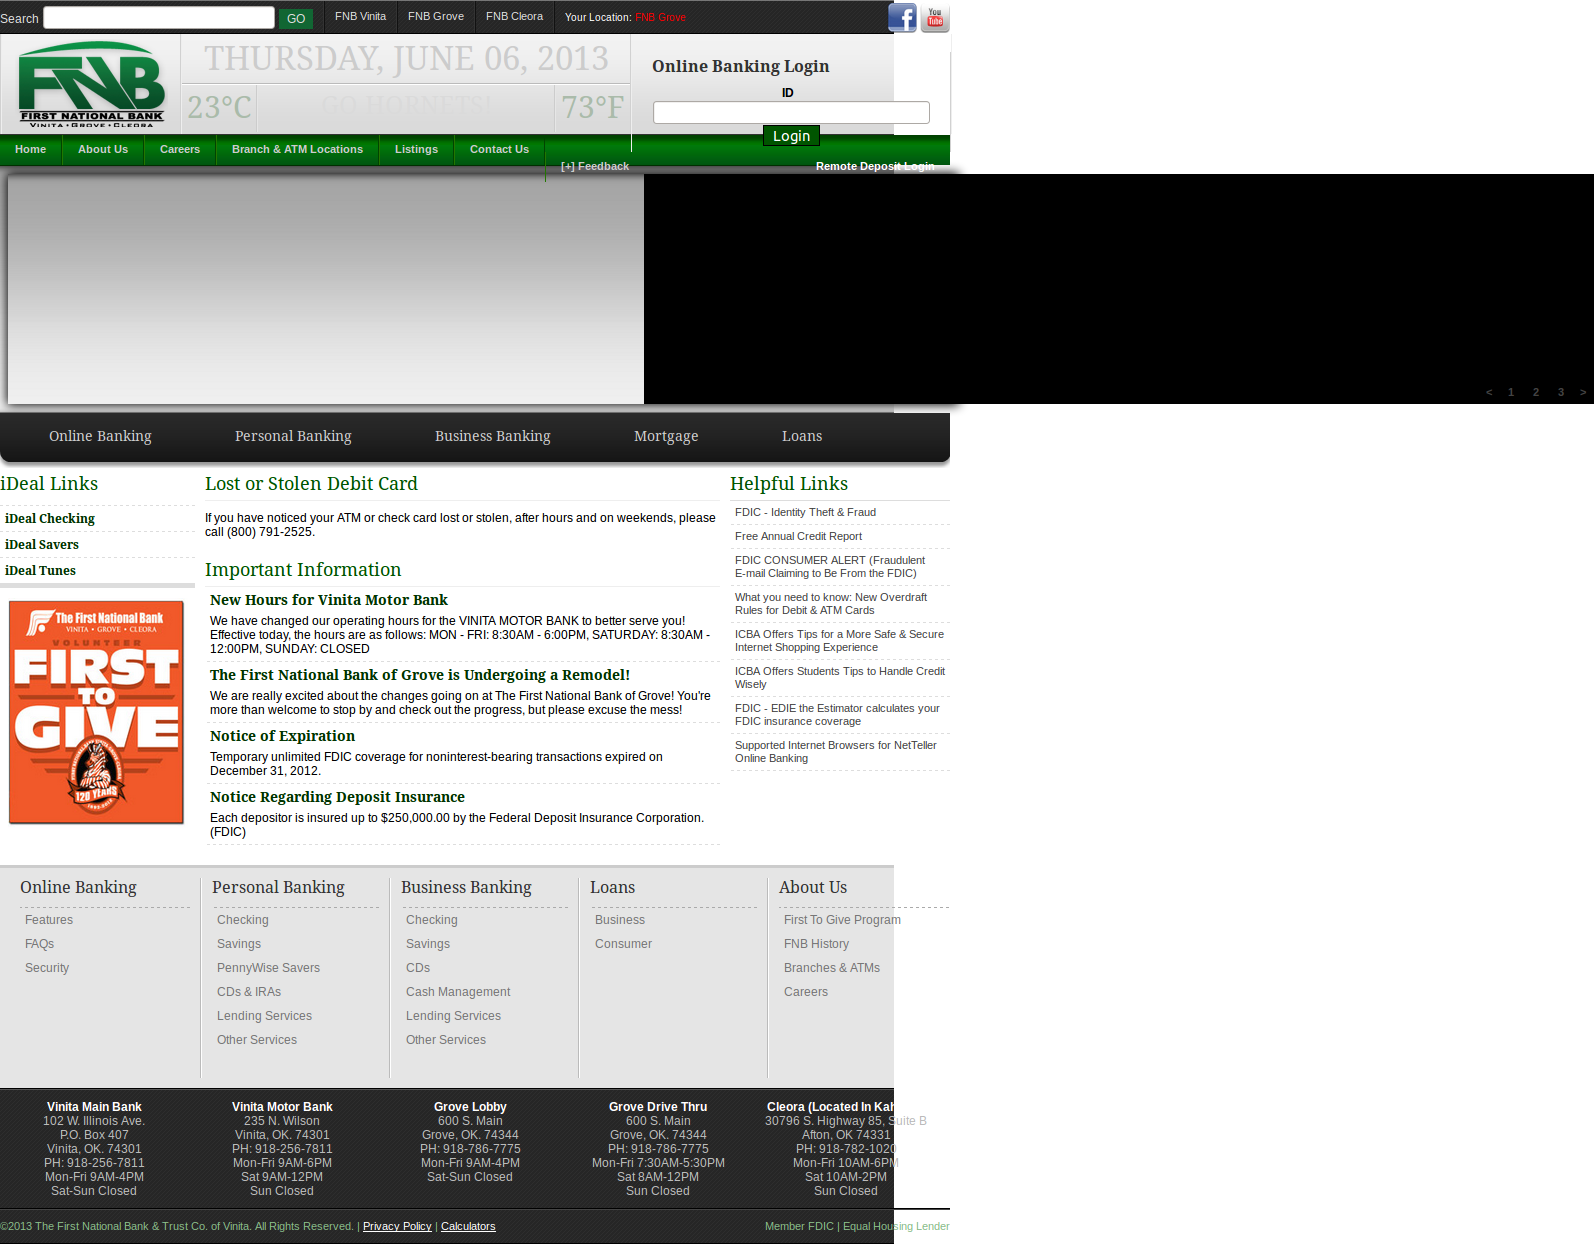 Search GO FNB Vinita FNB Grove FNB Cleora Your Location: FNB Grove You Tube
FNB
FIRST NATIONAL BANK
VINITA • GROVE • CLEORA
THURSDAY, JUNE 06, 2013
23°C GO HORNETS! 73°F
Online Banking Login
ID
Login
Home About Us Careers Branch & ATM Locations Listings Contact Us
[+] Feedback Remote Deposit Login
< 1 2 3 >
Online Banking Personal Banking Business Banking Mortgage Loans
iDeal Links
iDeal Checking
iDeal Savers
iDeal Tunes
The First National Bank
VINITA • GROVE • CLEORA
VOLUNTEER
FIRST
TO
GIVE
120 YEARS
Lost or Stolen Debit Card
If you have noticed your ATM or check card lost or stolen, after hours and on weekends, please
call (800) 791-2525.
Important Information
New Hours for Vinita Motor Bank
We have changed our operating hours for the VINITA MOTOR BANK to better serve you!
Effective today, the hours are as follows: MON - FRI: 8:30AM - 6:00PM, SATURDAY: 8:30AM -
12:00PM, SUNDAY: CLOSED
The First National Bank of Grove is Undergoing a Remodel!
We are really excited about the changes going on at The First National Bank of Grove! You're
more than welcome to stop by and check out the progress, but please excuse the mess!
Notice of Expiration
Temporary unlimited FDIC coverage for noninterest-bearing transactions expired on
December 31, 2012.
Notice Regarding Deposit Insurance
Each depositor is insured up to $250,000.00 by the Federal Deposit Insurance Corporation.
(FDIC)
Helpful Links
FDIC - Identity Theft & Fraud
Free Annual Credit Report
FDIC CONSUMER ALERT (Fraudulent
E-mail Claiming to Be From the FDIC)
What you need to know: New Overdraft
Rules for Debit & ATM Cards
ICBA Offers Tips for a More Safe & Secure
Internet Shopping Experience
ICBA Offers Students Tips to Handle Credit
Wisely
FDIC - EDIE the Estimator calculates your
FDIC insurance coverage
Supported Internet Browsers for NetTeller
Online Banking
Online Banking
Features
FAQs
Security
Personal Banking
Checking
Savings
PennyWise Savers
CDs & IRAs
Lending Services
Other Services
Business Banking
Checking
Savings
CDs
Cash Management
Lending Services
Other Services
Loans
Business
Consumer
About Us
First To Give Program
FNB History
Branches & ATMs
Careers
Vinita Main Bank
102 W. Illinois Ave.
P.O. Box 407
Vinita, OK. 74301
PH: 918-256-7811
Mon-Fri 9AM-4PM
Sat-Sun Closed
Vinita Motor Bank
235 N. Wilson
Vinita, OK. 74301
PH: 918-256-7811
Mon-Fri 9AM-6PM
Sat 9AM-12PM
Sun Closed
Grove Lobby
600 S. Main
Grove, OK. 74344
PH: 918-786-7775
Mon-Fri 9AM-4PM
Sat-Sun Closed
Grove Drive Thru
600 S. Main
Grove, OK. 74344
PH: 918-786-7775
Mon-Fri 7:30AM-5:30PM
Sat 8AM-12PM
Sun Closed
Cleora (Located In Kah
30796 S. Highway 85, Suite B
Afton, OK 74331
PH: 918-782-1020
Mon-Fri 10AM-6PM
Sat 10AM-2PM
Sun Closed
©2013 The First National Bank & Trust Co. of Vinita. All Rights Reserved. | Privacy Policy | Calculators
Member FDIC | Equal Housing Lender